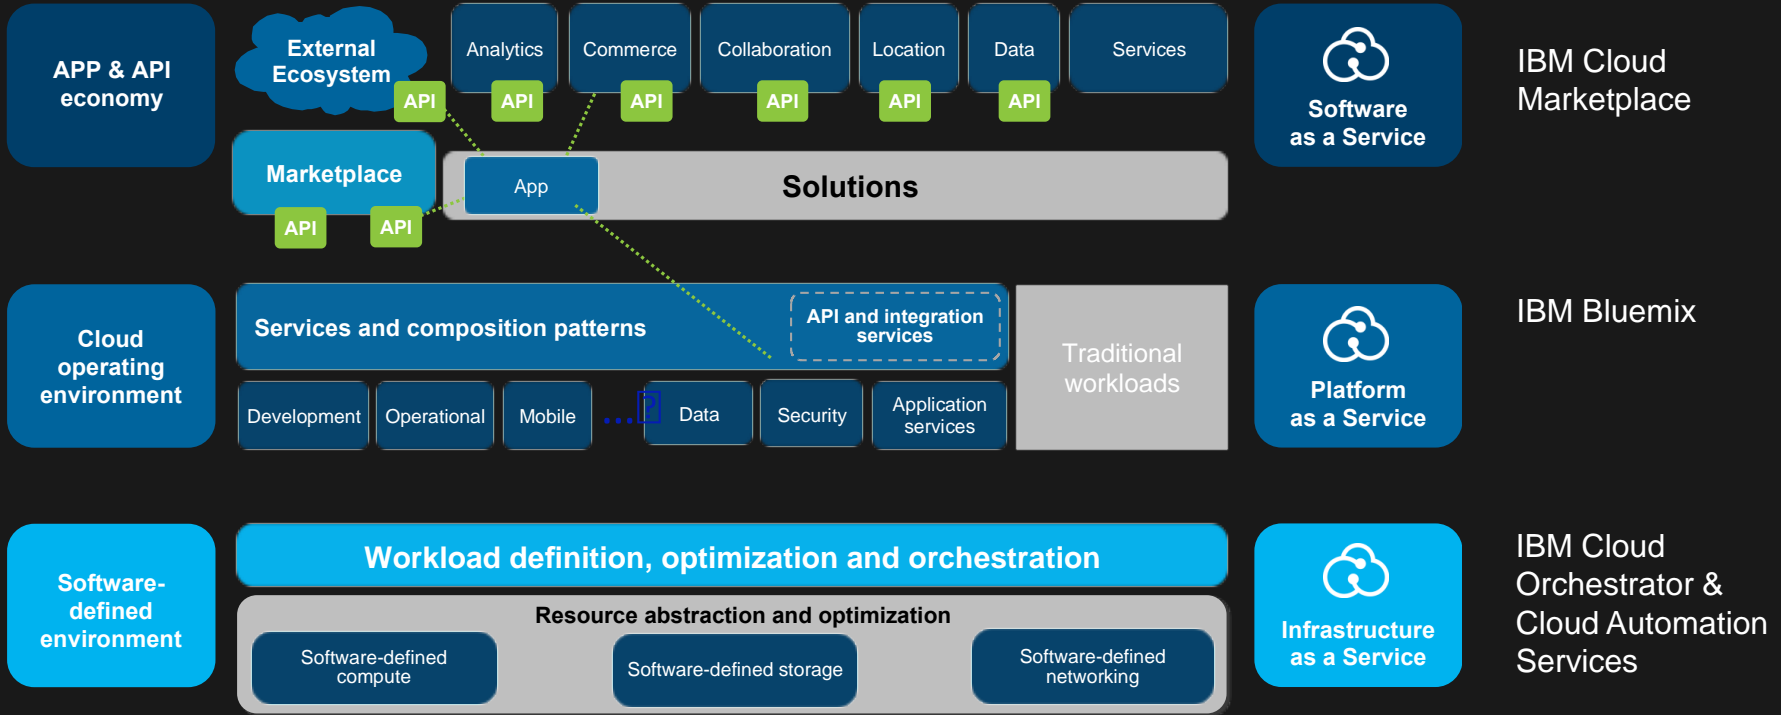 APP & API
economy
External
Ecosystem
Analytics
Commerce
Collaboration
Location
Data
Services
API
API
API
API
API
API
Software
as a Service
IBM Cloud
Marketplace
Marketplace
API
API
App
Solutions
Cloud
operating
environment
Services and composition patterns
API and integration
services
Traditional
workloads
Development
Operational
Mobile
...
Data
Security
Application
services
Platform
as a Service
IBM Bluemix
Software-
defined
environment
Workload definition, optimization and orchestration
Resource abstraction and optimization
Software-defined
compute
Software-defined storage
Software-defined
networking
Infrastructure
as a Service
IBM Cloud
Orchestrator &
Cloud Automation
Services